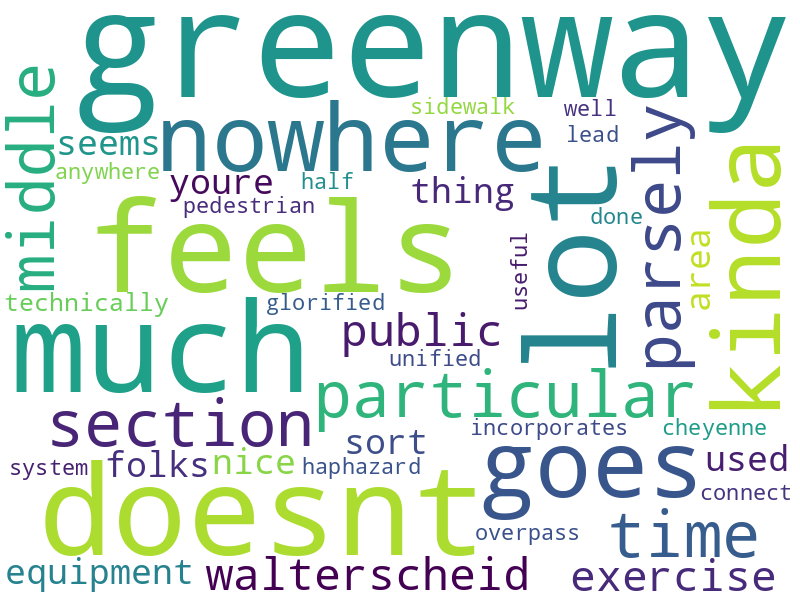 greenway
middle
sidewalk
well
nowhere
seems
lead
parsely
anywhere
youre
half
thing
lot
kinda
pedestrian
feels
done
area
useful
technically
glorified
much
public
unified
particular
section
sort
incorporates
cheyenne
system
folks
nice
haphazard
goes
used
connect
doesnt
overpass
time
equipment
walterscheid
exercise